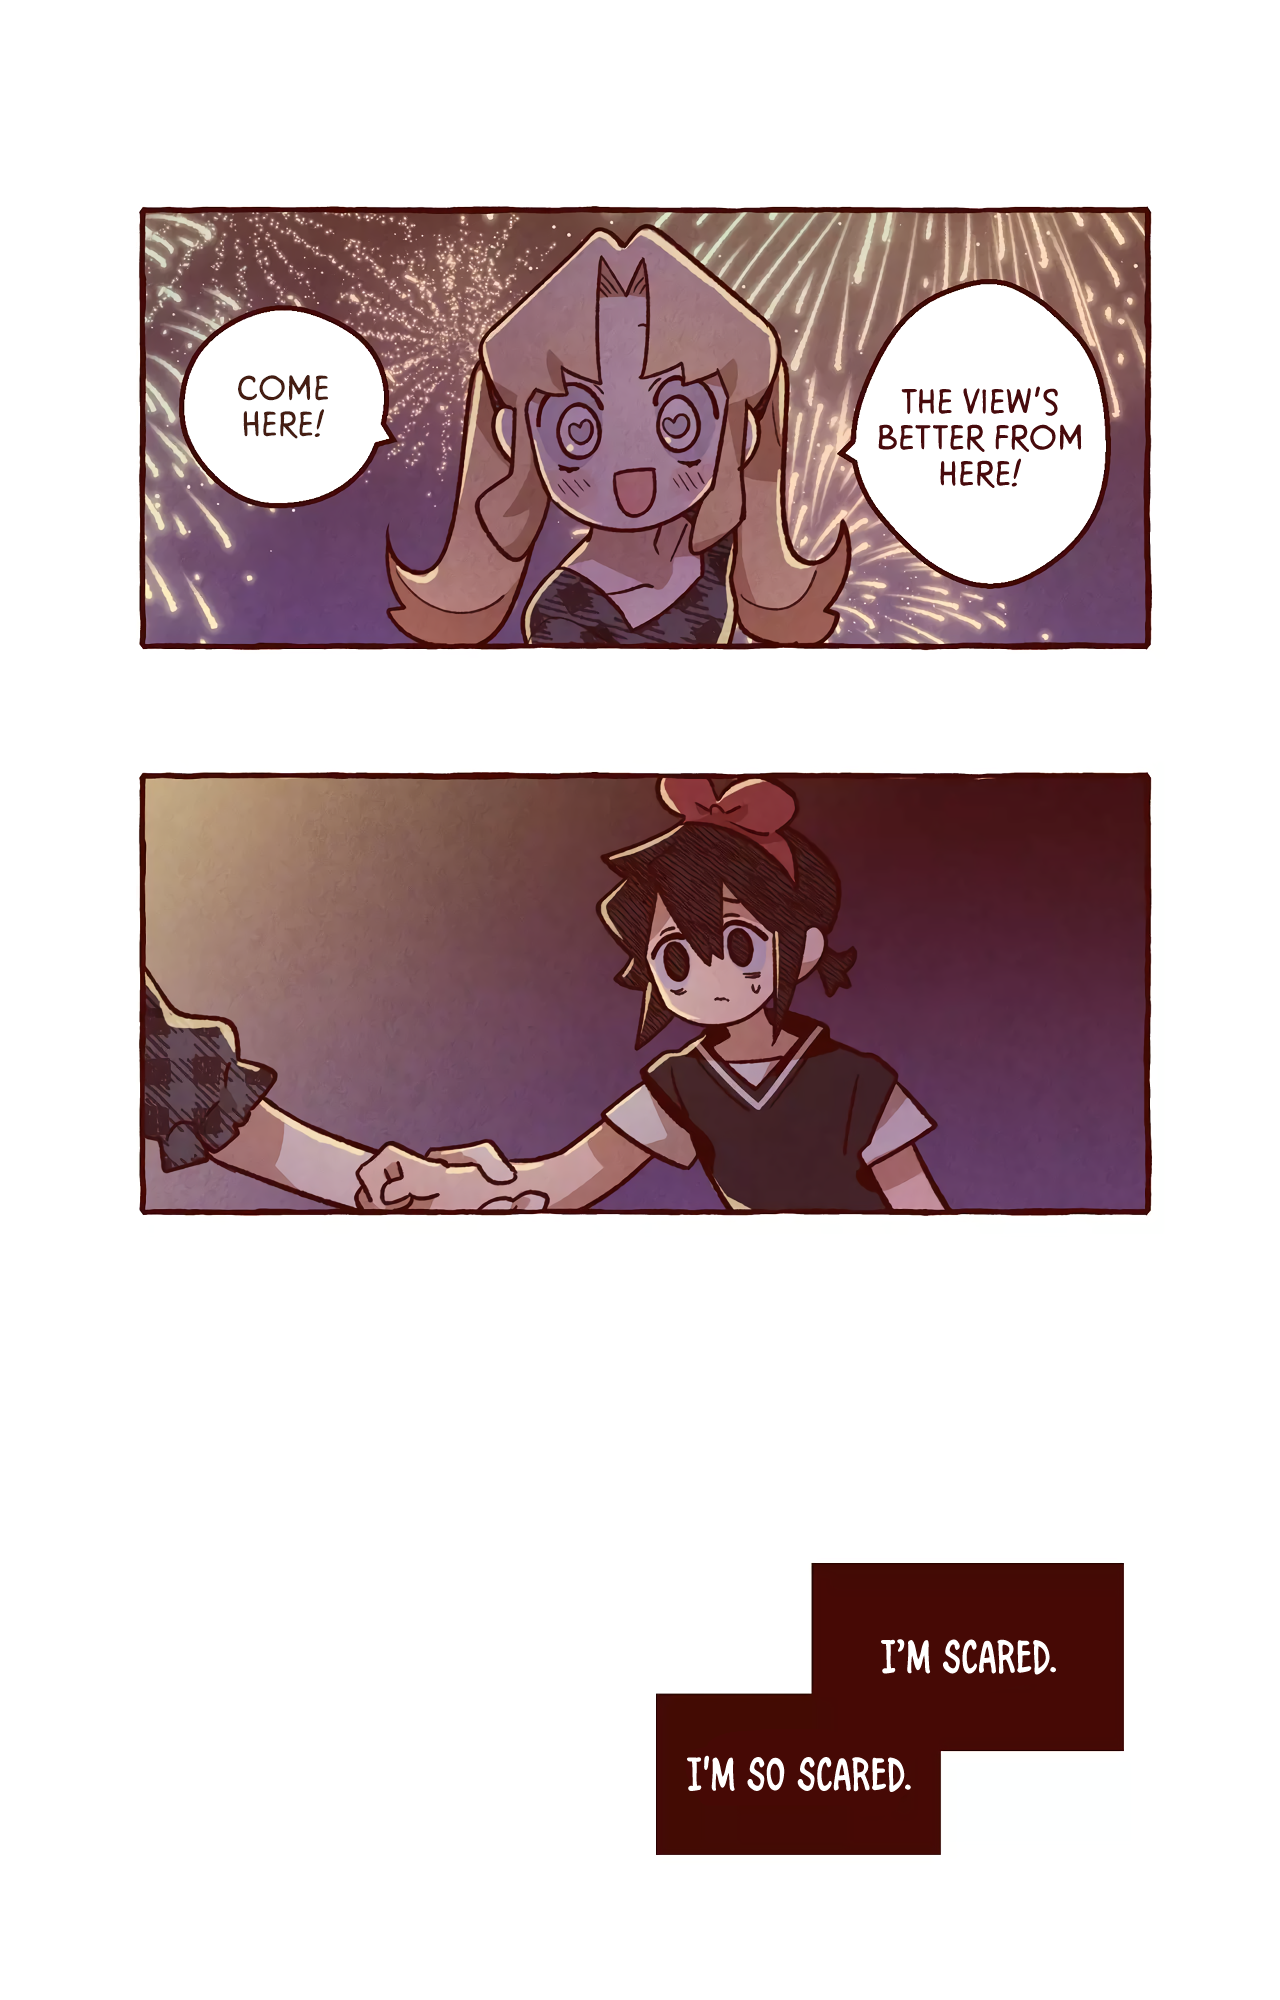 COME
HERE!
THE VIEW'S
BETTER FROM
HERE!
I'M SCARED.
I'M SO SCARED.